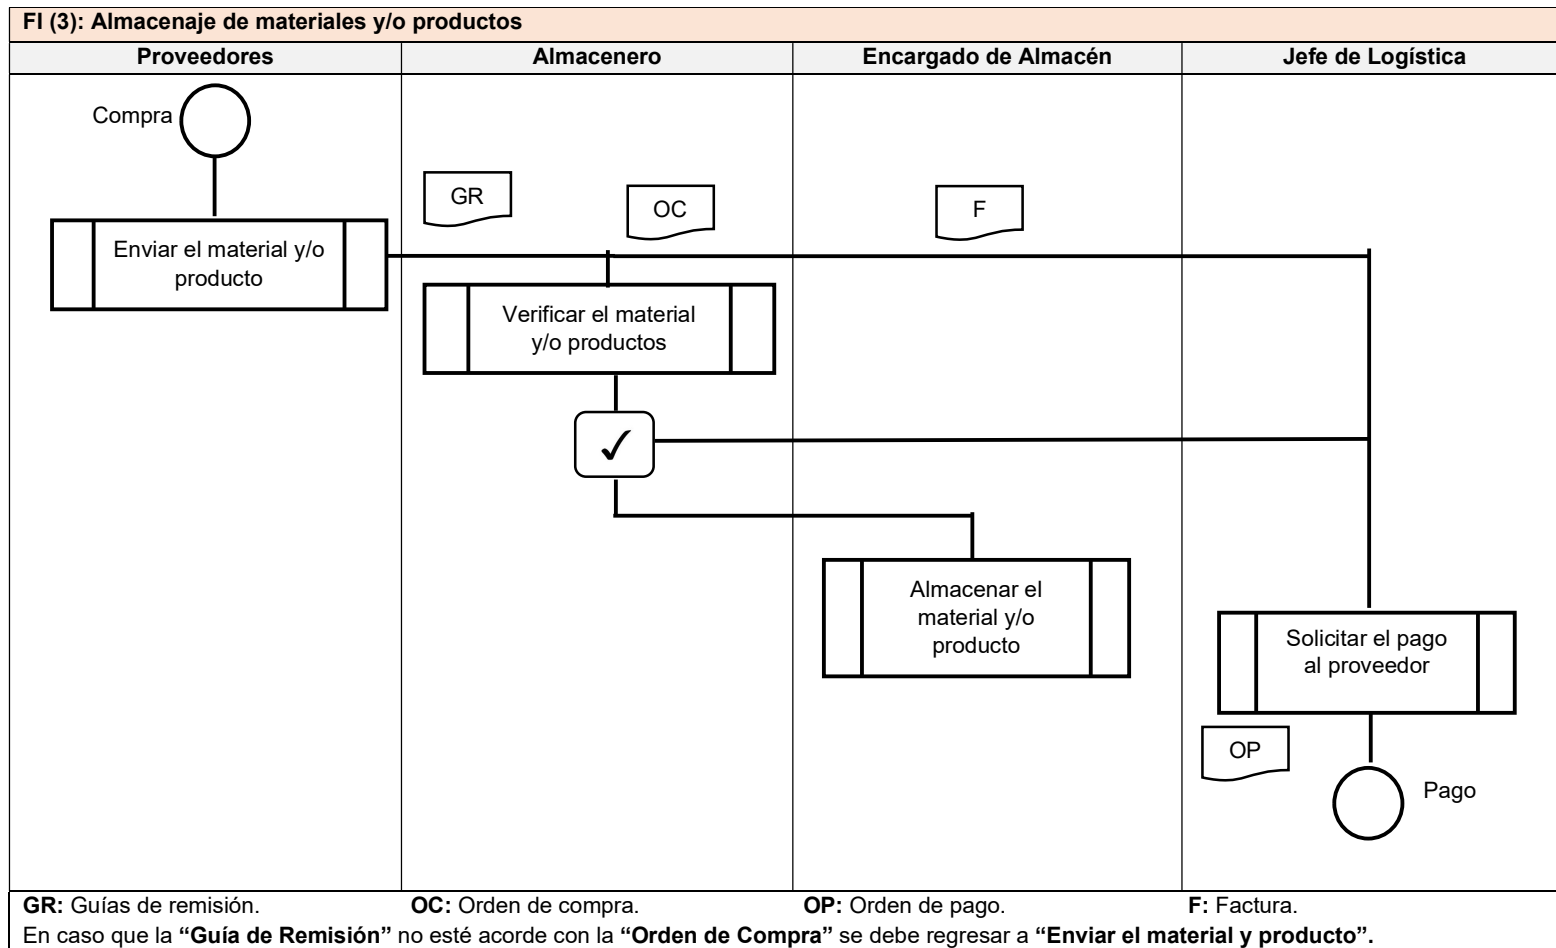 FI (3): Almacenaje de materiales y/o productos
Proveedores Almacenero Encargado de Almacén Jefe de Logística
Compra
GR
OC
F
Enviar el material y/o
producto
Verificar el material
y/o productos
Almacenar el
material y/o
producto
Solicitar el pago
al proveedor
OP
Pago
GR: Guías de remisión. OC: Orden de compra. OP: Orden de pago. F: Factura.
En caso que la “Guía de Remisión” no esté acorde con la “Orden de Compra” se debe regresar a “Enviar el material y producto”.